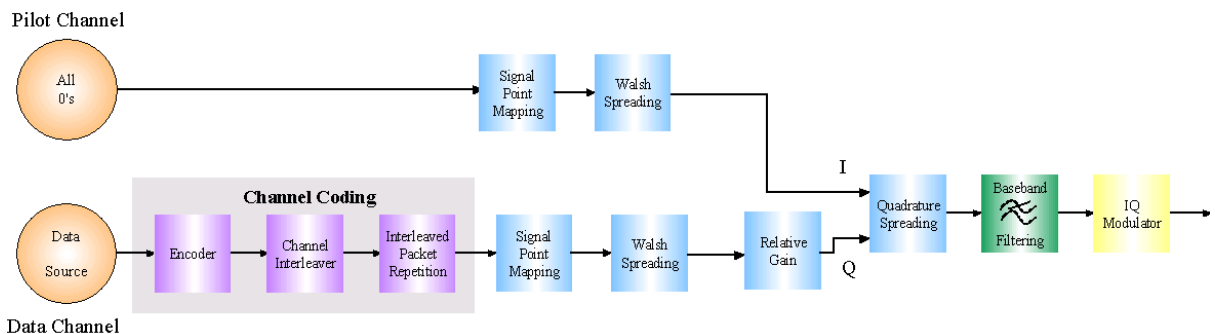 Pilot Channel
All
0's
Signal
Point
Mapping
Walsh
Spreading
I
Channel Coding
Data
Source
Encoder
Channel
Interleaver
Interleaved
Packet
Repetition
Signal
Point
Mapping
Walsh
Spreading
Relative
Gain
Q
Quadrature
Spreading
Baseband
Filtering
IQ
Modulator
Data Channel